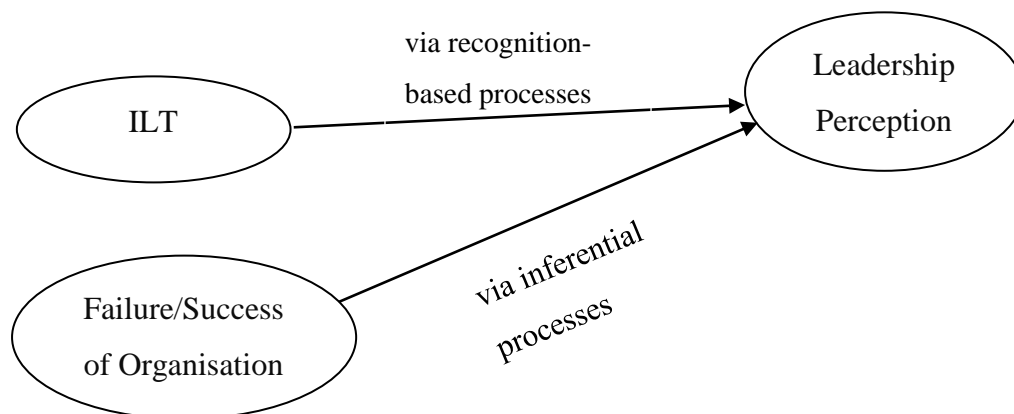 via recognition-
based processes
ILT
Leadership
Perception
via inferential
processes
Failure/Success
of Organisation